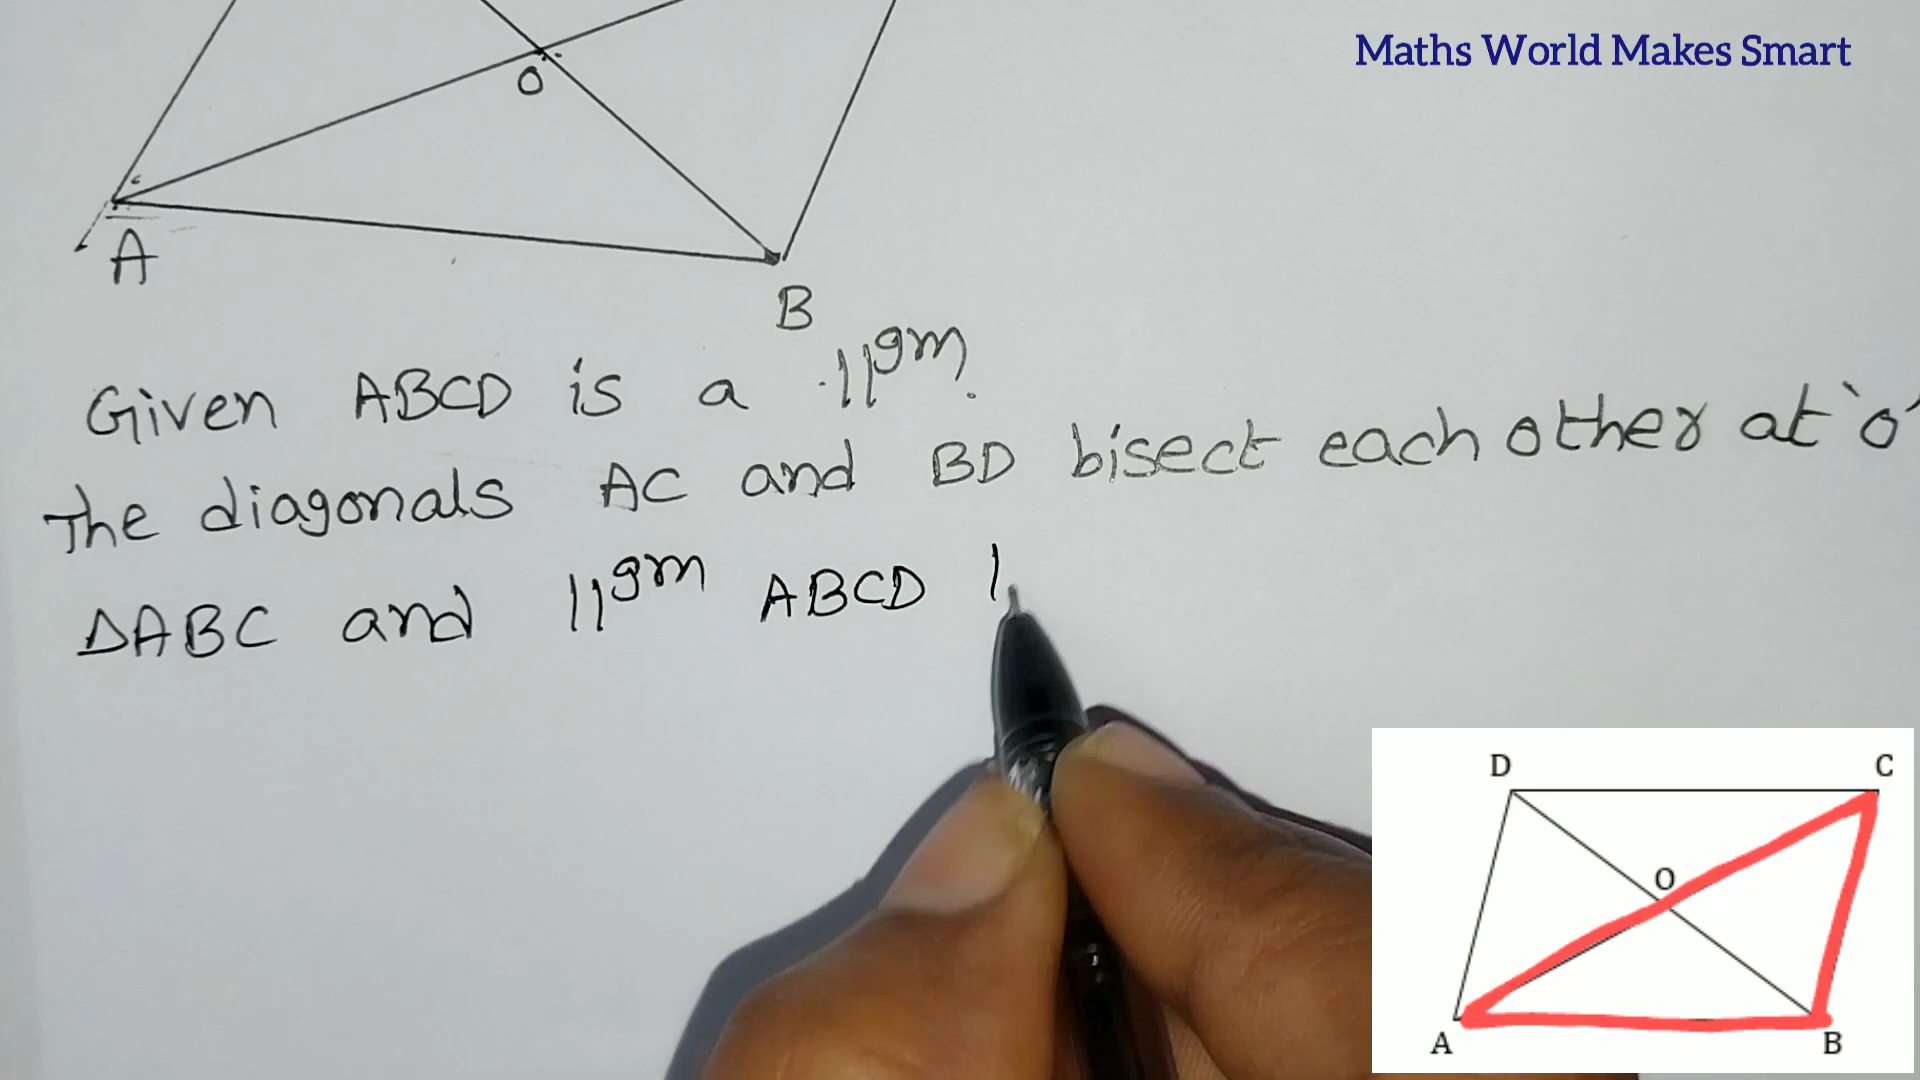 Maths World Makes Smart
O
A
B
Given ABCD is a ||gm.
The diagonals AC and BD bisect each other at 'O'
ΔABC and ||gm ABCD
D
C
O
A
B